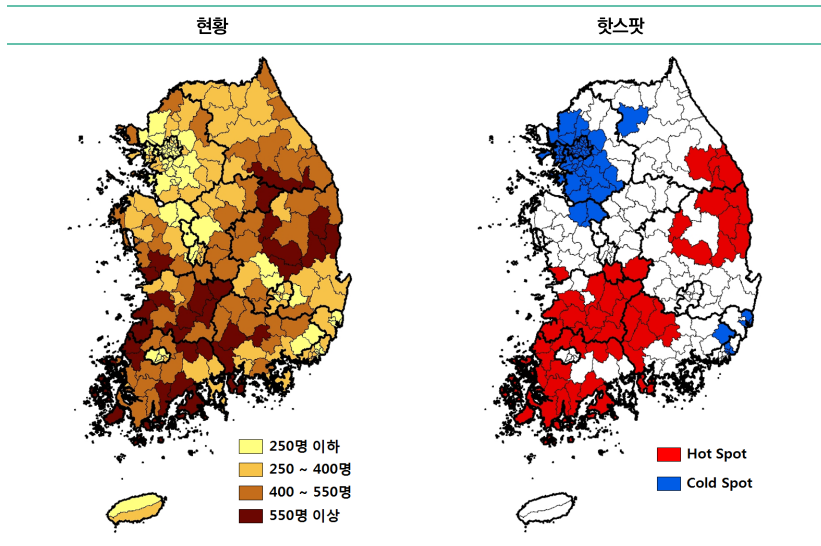 현황
핫스팟
250명 이하
250 ~ 400명
400 ~ 550명
550명 이상
Hot Spot
Cold Spot